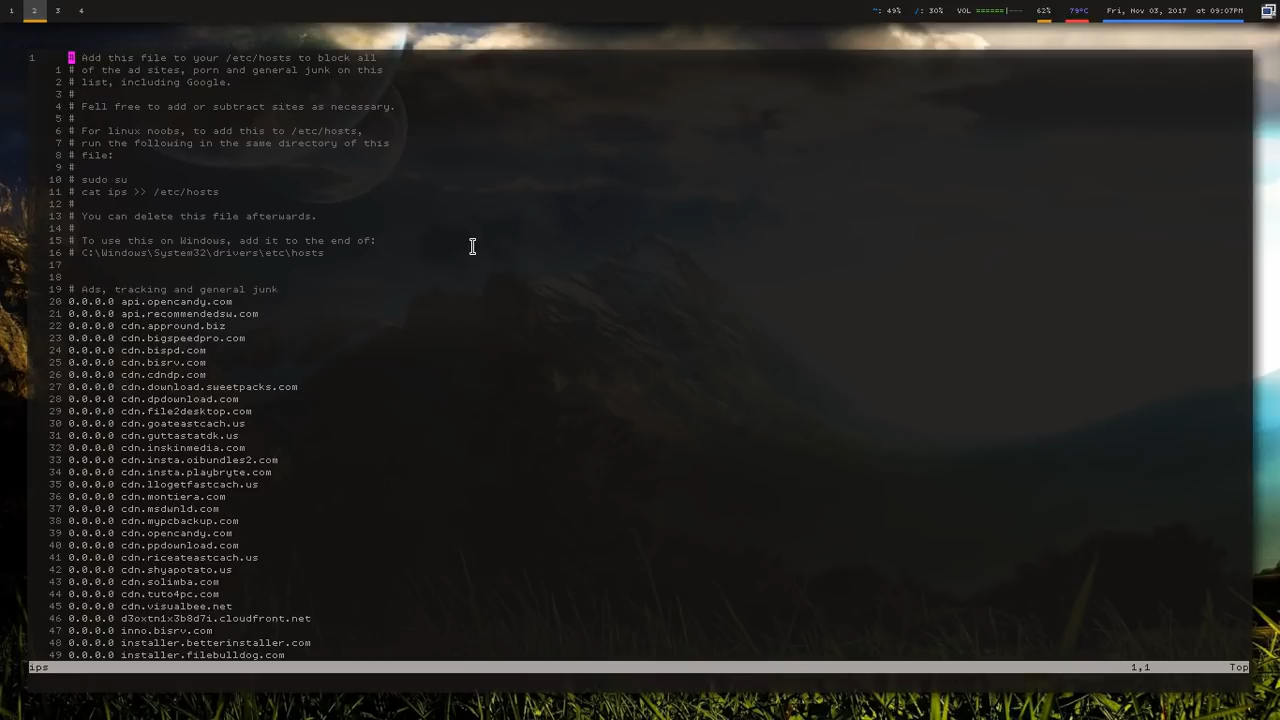 1 2 3 4 ~: 49% /: 30% VOL ======|--- 62% 79ºC Fri, Nov 03, 2017 at 09:07PM
1 # Add this file to your /etc/hosts to block all
1 # of the ad sites, porn and general junk on this
2 # list, including Google.
3 #
4 # Fell free to add or subtract sites as necessary.
5 #
6 # For linux noobs, to add this to /etc/hosts,
7 # run the following in the same directory of this
8 # file:
9 #
10 # sudo su
11 # cat ips >> /etc/hosts
12 #
13 # You can delete this file afterwards.
14 #
15 # To use this on Windows, add it to the end of:
16 # C:\Windows\System32\drivers\etc\hosts
17
18
19 # Ads, tracking and general junk
20 0.0.0.0 api.opencandy.com
21 0.0.0.0 api.recommendedsw.com
22 0.0.0.0 cdn.appround.biz
23 0.0.0.0 cdn.bigspeedpro.com
24 0.0.0.0 cdn.bispd.com
25 0.0.0.0 cdn.bisrv.com
26 0.0.0.0 cdn.cdndp.com
27 0.0.0.0 cdn.download.sweetpacks.com
28 0.0.0.0 cdn.dpdownload.com
29 0.0.0.0 cdn.file2desktop.com
30 0.0.0.0 cdn.goateastcach.us
31 0.0.0.0 cdn.guttastatdk.us
32 0.0.0.0 cdn.inskinmedia.com
33 0.0.0.0 cdn.insta.oibundles2.com
34 0.0.0.0 cdn.insta.playbryte.com
35 0.0.0.0 cdn.llogetfastcach.us
36 0.0.0.0 cdn.montiera.com
37 0.0.0.0 cdn.msdwnld.com
38 0.0.0.0 cdn.mypcbackup.com
39 0.0.0.0 cdn.opencandy.com
40 0.0.0.0 cdn.ppdownload.com
41 0.0.0.0 cdn.riceateastcach.us
42 0.0.0.0 cdn.shyapotato.us
43 0.0.0.0 cdn.solimba.com
44 0.0.0.0 cdn.tuto4pc.com
45 0.0.0.0 cdn.visualbee.net
46 0.0.0.0 d3oxtn1x3b8d7i.cloudfront.net
47 0.0.0.0 inno.bisrv.com
48 0.0.0.0 installer.betterinstaller.com
49 0.0.0.0 installer.filebulldog.com
ips 1,1 Top